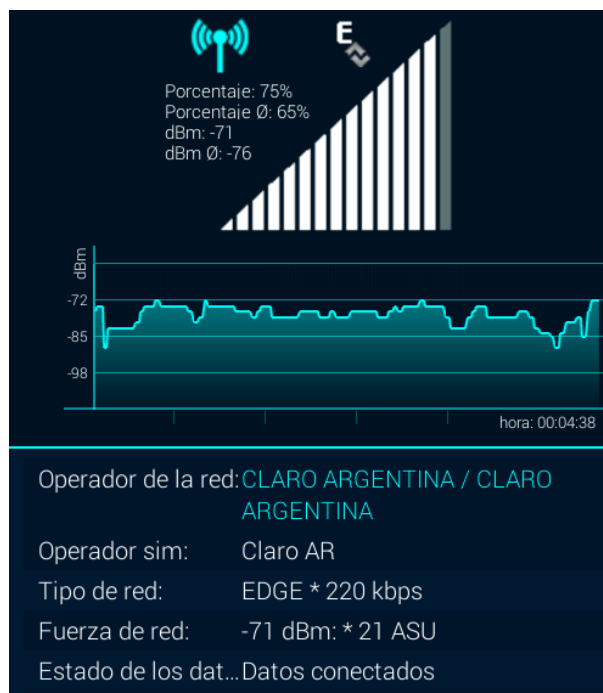 E
Porcentaje: 75%
Porcentaje Ø: 65%
dBm: -71
dBm Ø: -76
dBm
-72
-85
-98
hora: 00:04:38
Operador de la red: CLARO ARGENTINA / CLARO
ARGENTINA
Operador sim: Claro AR
Tipo de red: EDGE * 220 kbps
Fuerza de red: -71 dBm: * 21 ASU
Estado de los dat... Datos conectados